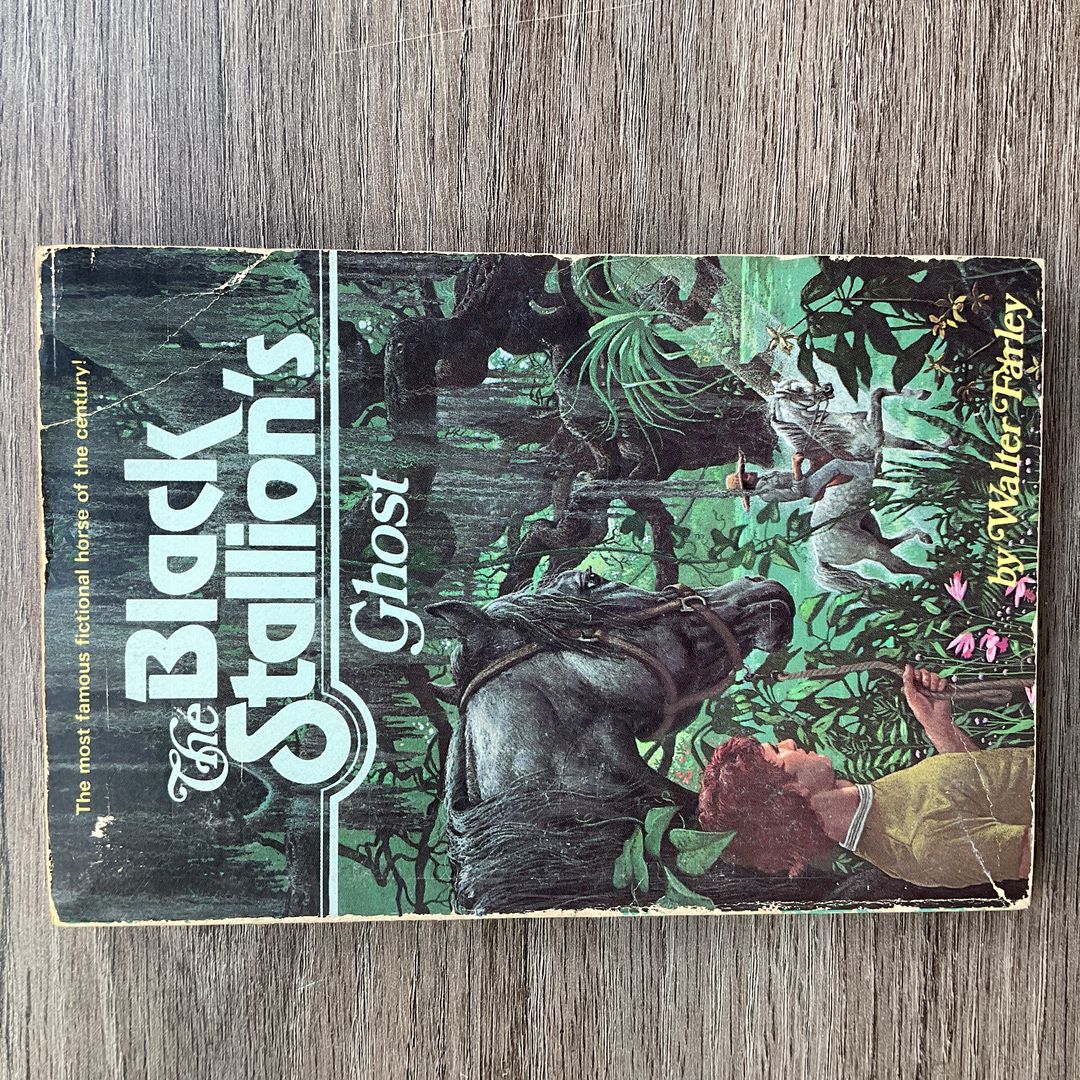 The most famous fictional horse of the century!
The Black
Stallion's
Ghost
by Walter Farley